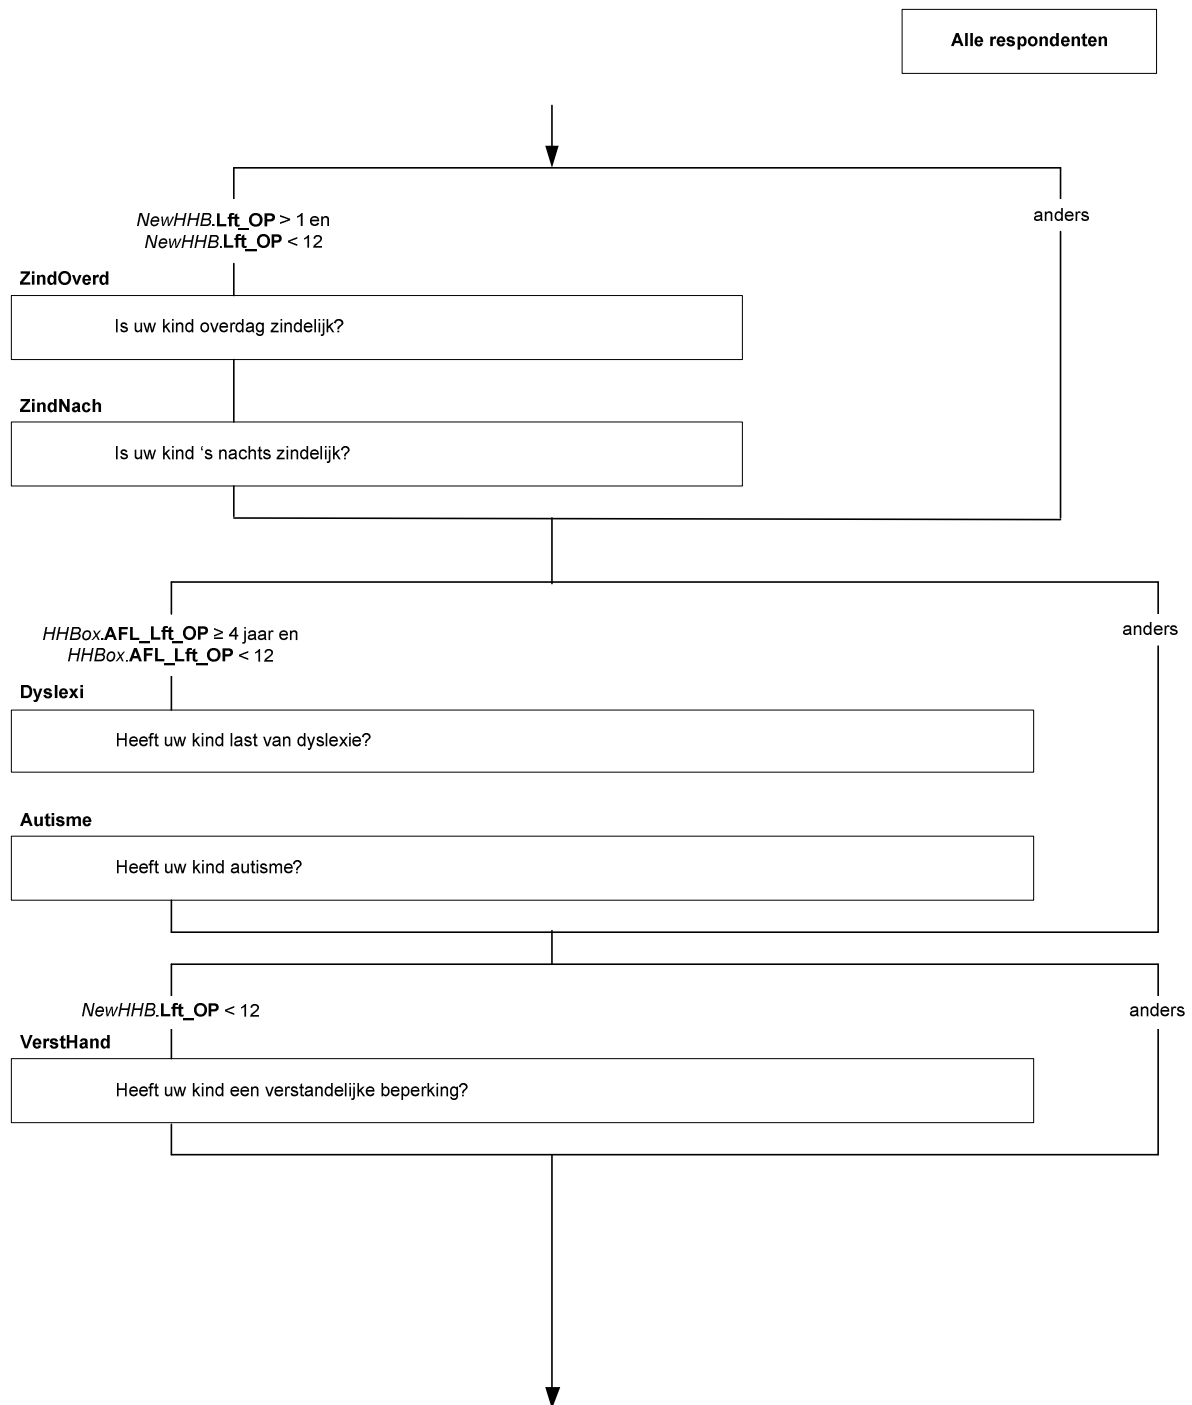 Alle respondenten
NewHHB.Lft_OP > 1 en
NewHHB.Lft_OP < 12
anders
ZindOverd
Is uw kind overdag zindelijk?
ZindNach
Is uw kind ‘s nachts zindelijk?
HHBox.AFL_Lft_OP ≥ 4 jaar en
HHBox.AFL_Lft_OP < 12
anders
Dyslexi
Heeft uw kind last van dyslexie?
Autisme
Heeft uw kind autisme?
NewHHB.Lft_OP < 12
anders
VerstHand
Heeft uw kind een verstandelijke beperking?